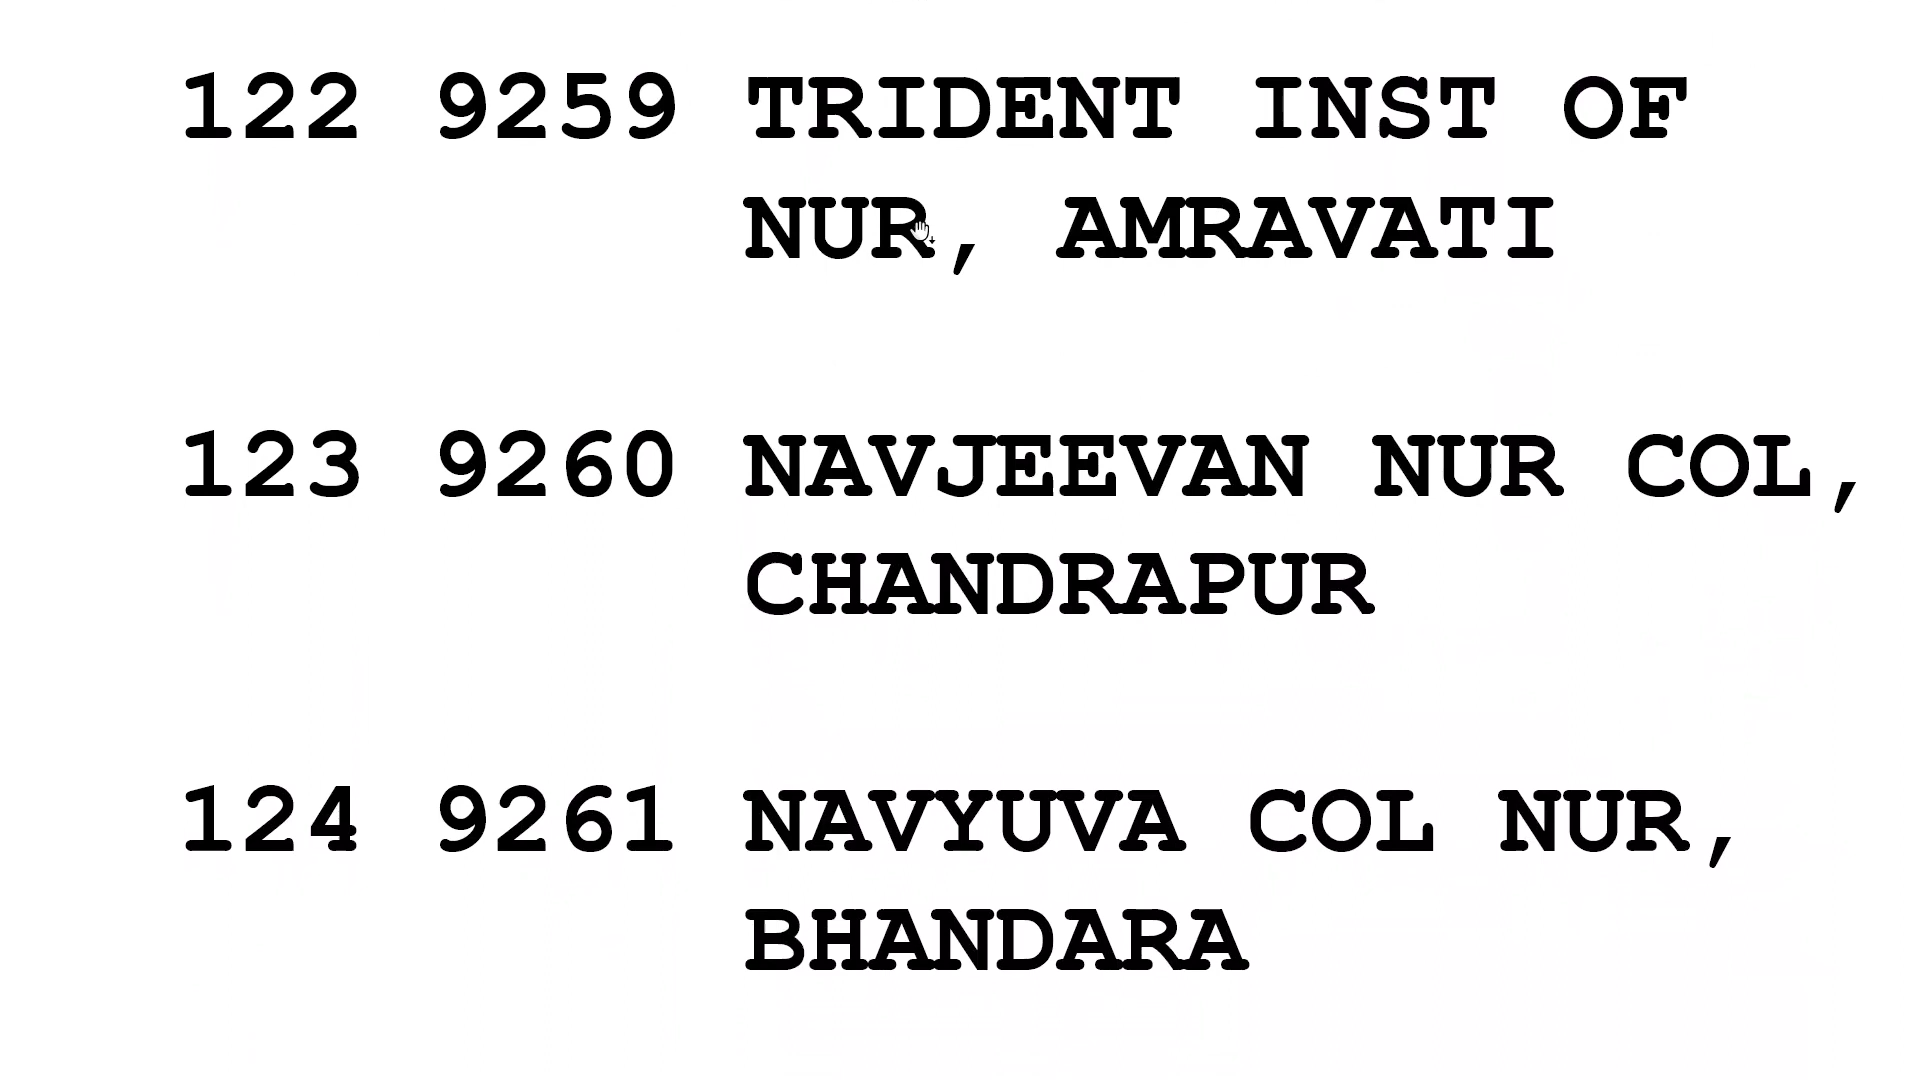 122 9259 TRIDENT INST OF
NUR, AMRAVATI
123 9260 NAVJEEVAN NUR COL,
CHANDRAPUR
124 9261 NAVYUVA COL NUR,
BHANDARA